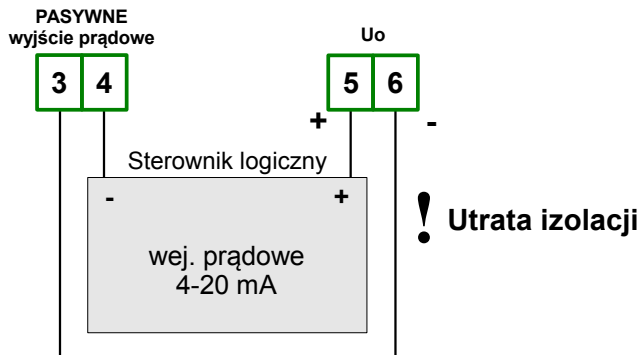 PASYWNE
wyjście prądowe
Uo
3 4
5 6
+ -
Sterownik logiczny
- +
! Utrata izolacji
wej. prądowe
4-20 mA